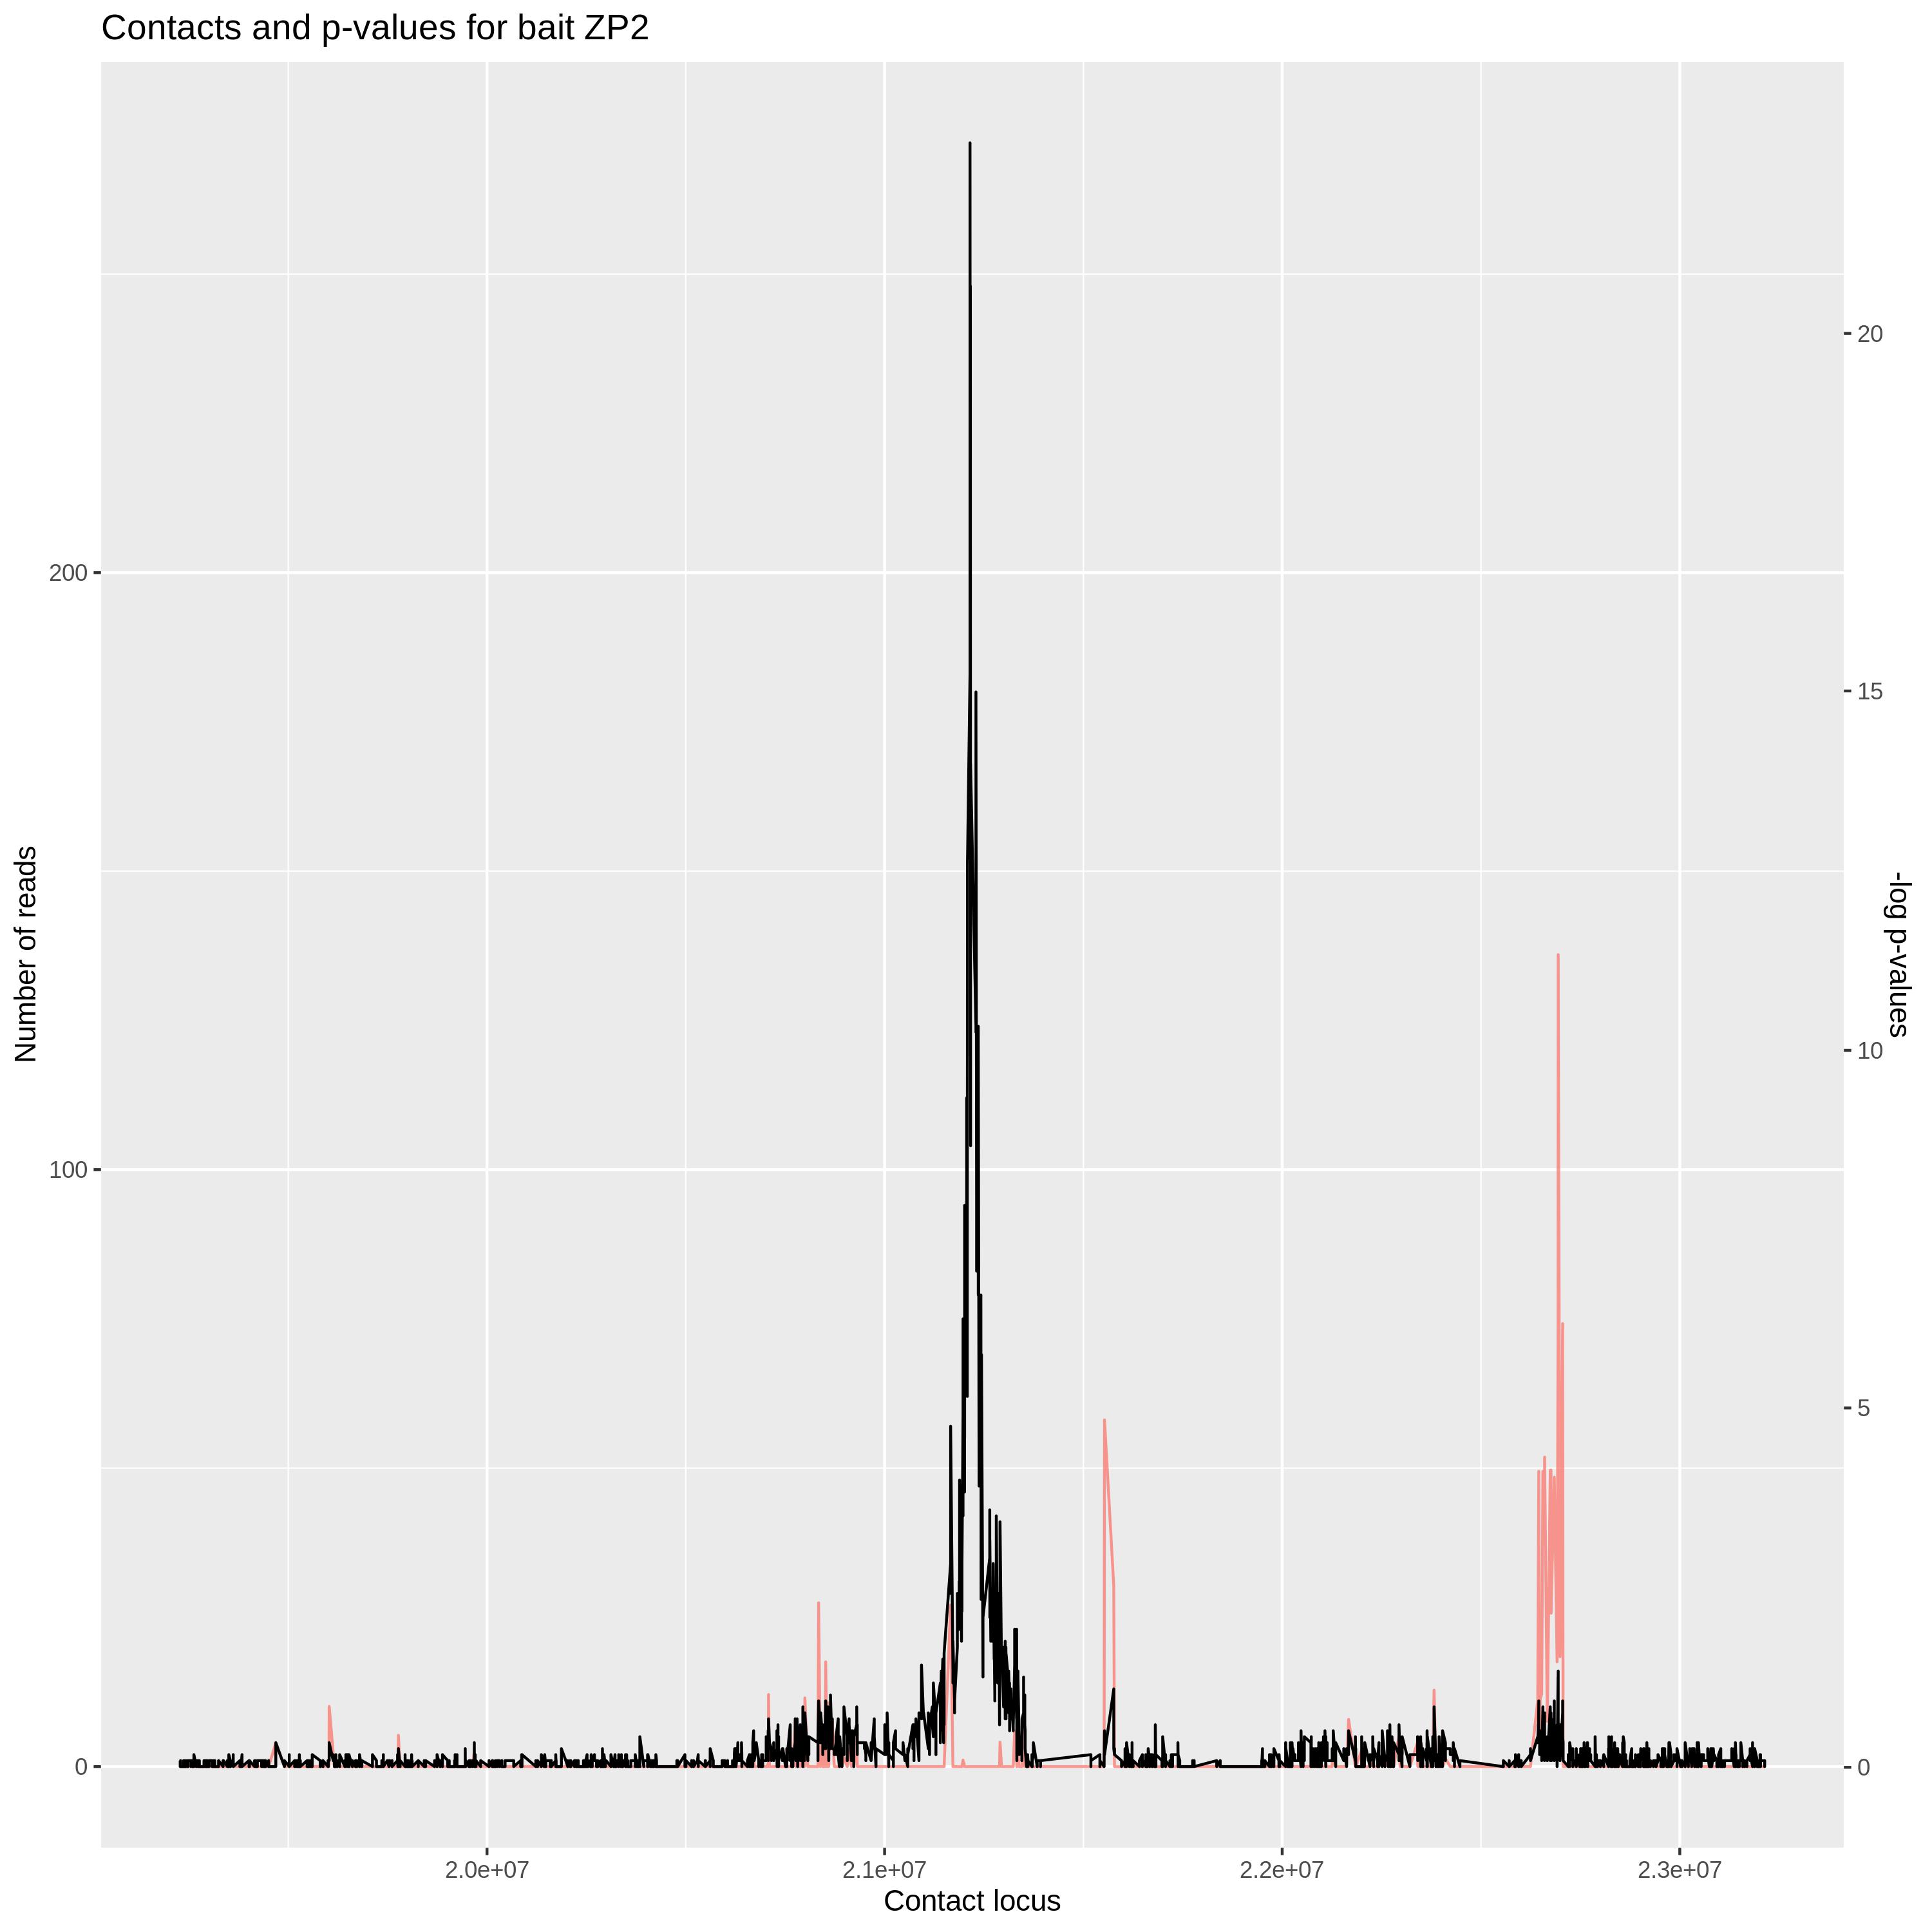 Contacts and p-values for bait ZP2
Number of reads
200
100
0
20
15
10
5
0
-log p-values
2.0e+07
2.1e+07
2.2e+07
2.3e+07
Contact locus